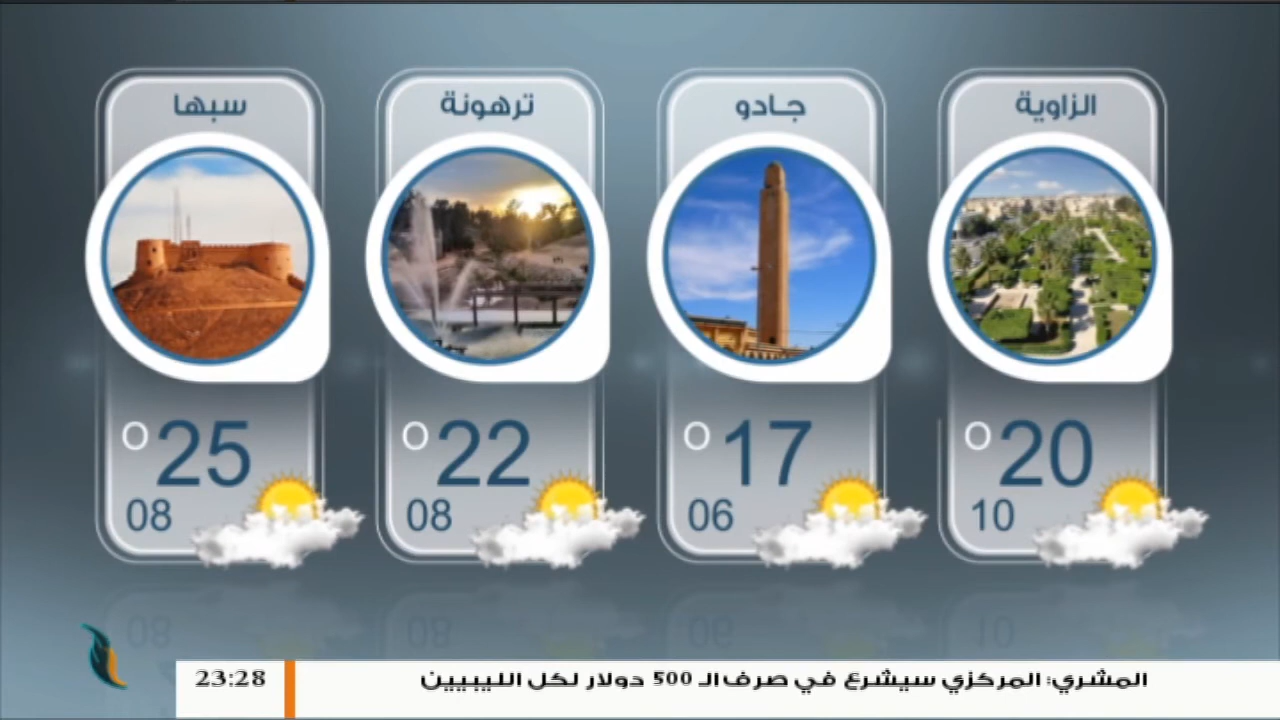 الزاوية
20
10
جادو
17
06
ترهونة
22
08
سبها
25
08
المشري: المركزي سيشرع في صرف الـ 500 دولار لكل الليبيين
23:28